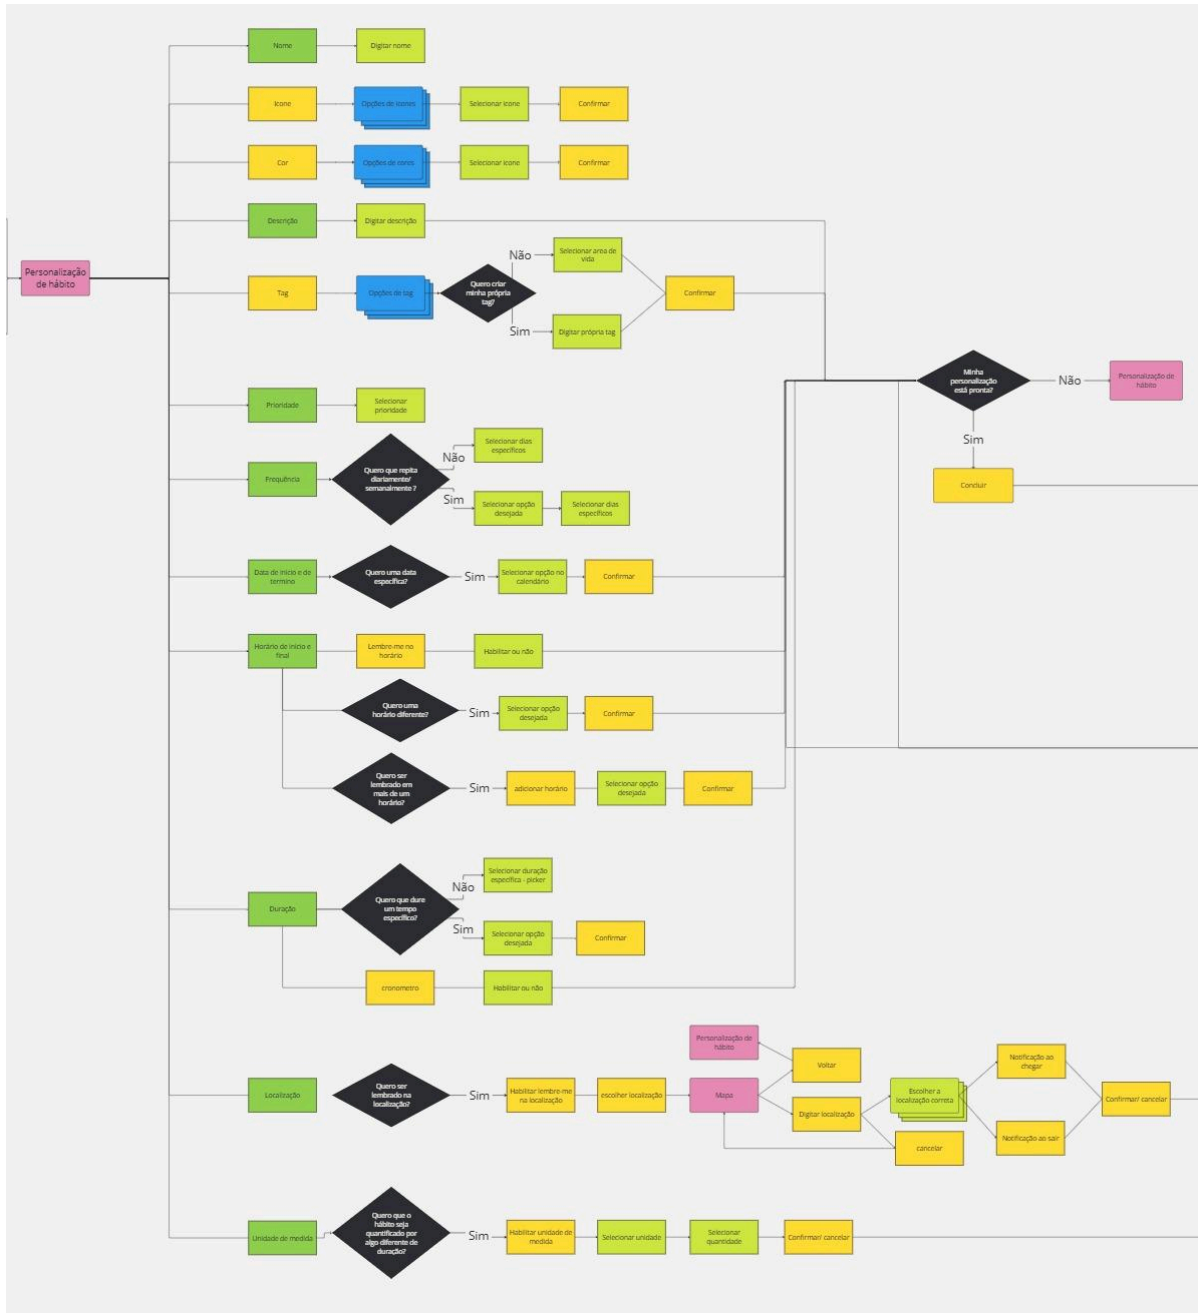 Nome
Digitar nome
Icone
Opções de icones
Selecionar icone
Confirmar
Cor
Opções de cores
Selecionar icone
Confirmar
Descrição
Digitar descrição
Personalização
de hábito
Tag
Opções de tag
Quero criar
minha própria
tag?
Não
Selecionar area de
vida
Sim
Digitar própria tag
Confirmar
Prioridade
Selecionar
prioridade
Minha
personalização
está pronta?
Não
Personalização de
hábito
Sim
Concluir
Frequência
Quero que repita
diariamente/
semanalmente ?
Não
Selecionar dias
específicos
Sim
Selecionar opção
desejada
Selecionar dias
específicos
Data de inicio e de
termino
Quero uma data
específica?
Sim
Selecionar opção no
calendário
Confirmar
Horário de inicio e
final
Lembre-me no
horário
Habilitar ou não
Quero uma
horário diferente?
Sim
Selecionar opção
desejada
Confirmar
Quero ser
lembrado em
mais de um
horário?
Sim
adicionar horário
Selecionar opção
desejada
Confirmar
Duração
Quero que dure
um tempo
específico?
Não
Selecionar duração
específica - picker
Sim
Selecionar opção
desejada
Confirmar
cronometro
Habilitar ou não
Localização
Quero ser
lembrado na
localização?
Sim
Habilitar lembre-me
na localização
escolher localização
Personalização de
hábito
Mapa
Voltar
Digitar localização
Escolher a
localização correta
cancelar
Notificação ao
chegar
Notificação ao sair
Confirmar/ cancelar
Unidade de medida
Quero que o
hábito seja
quantificado por
algo diferente de
duração?
Sim
Habilitar unidade de
medida
Selecionar unidade
Selecionar
quantidade
Confirmar/ cancelar